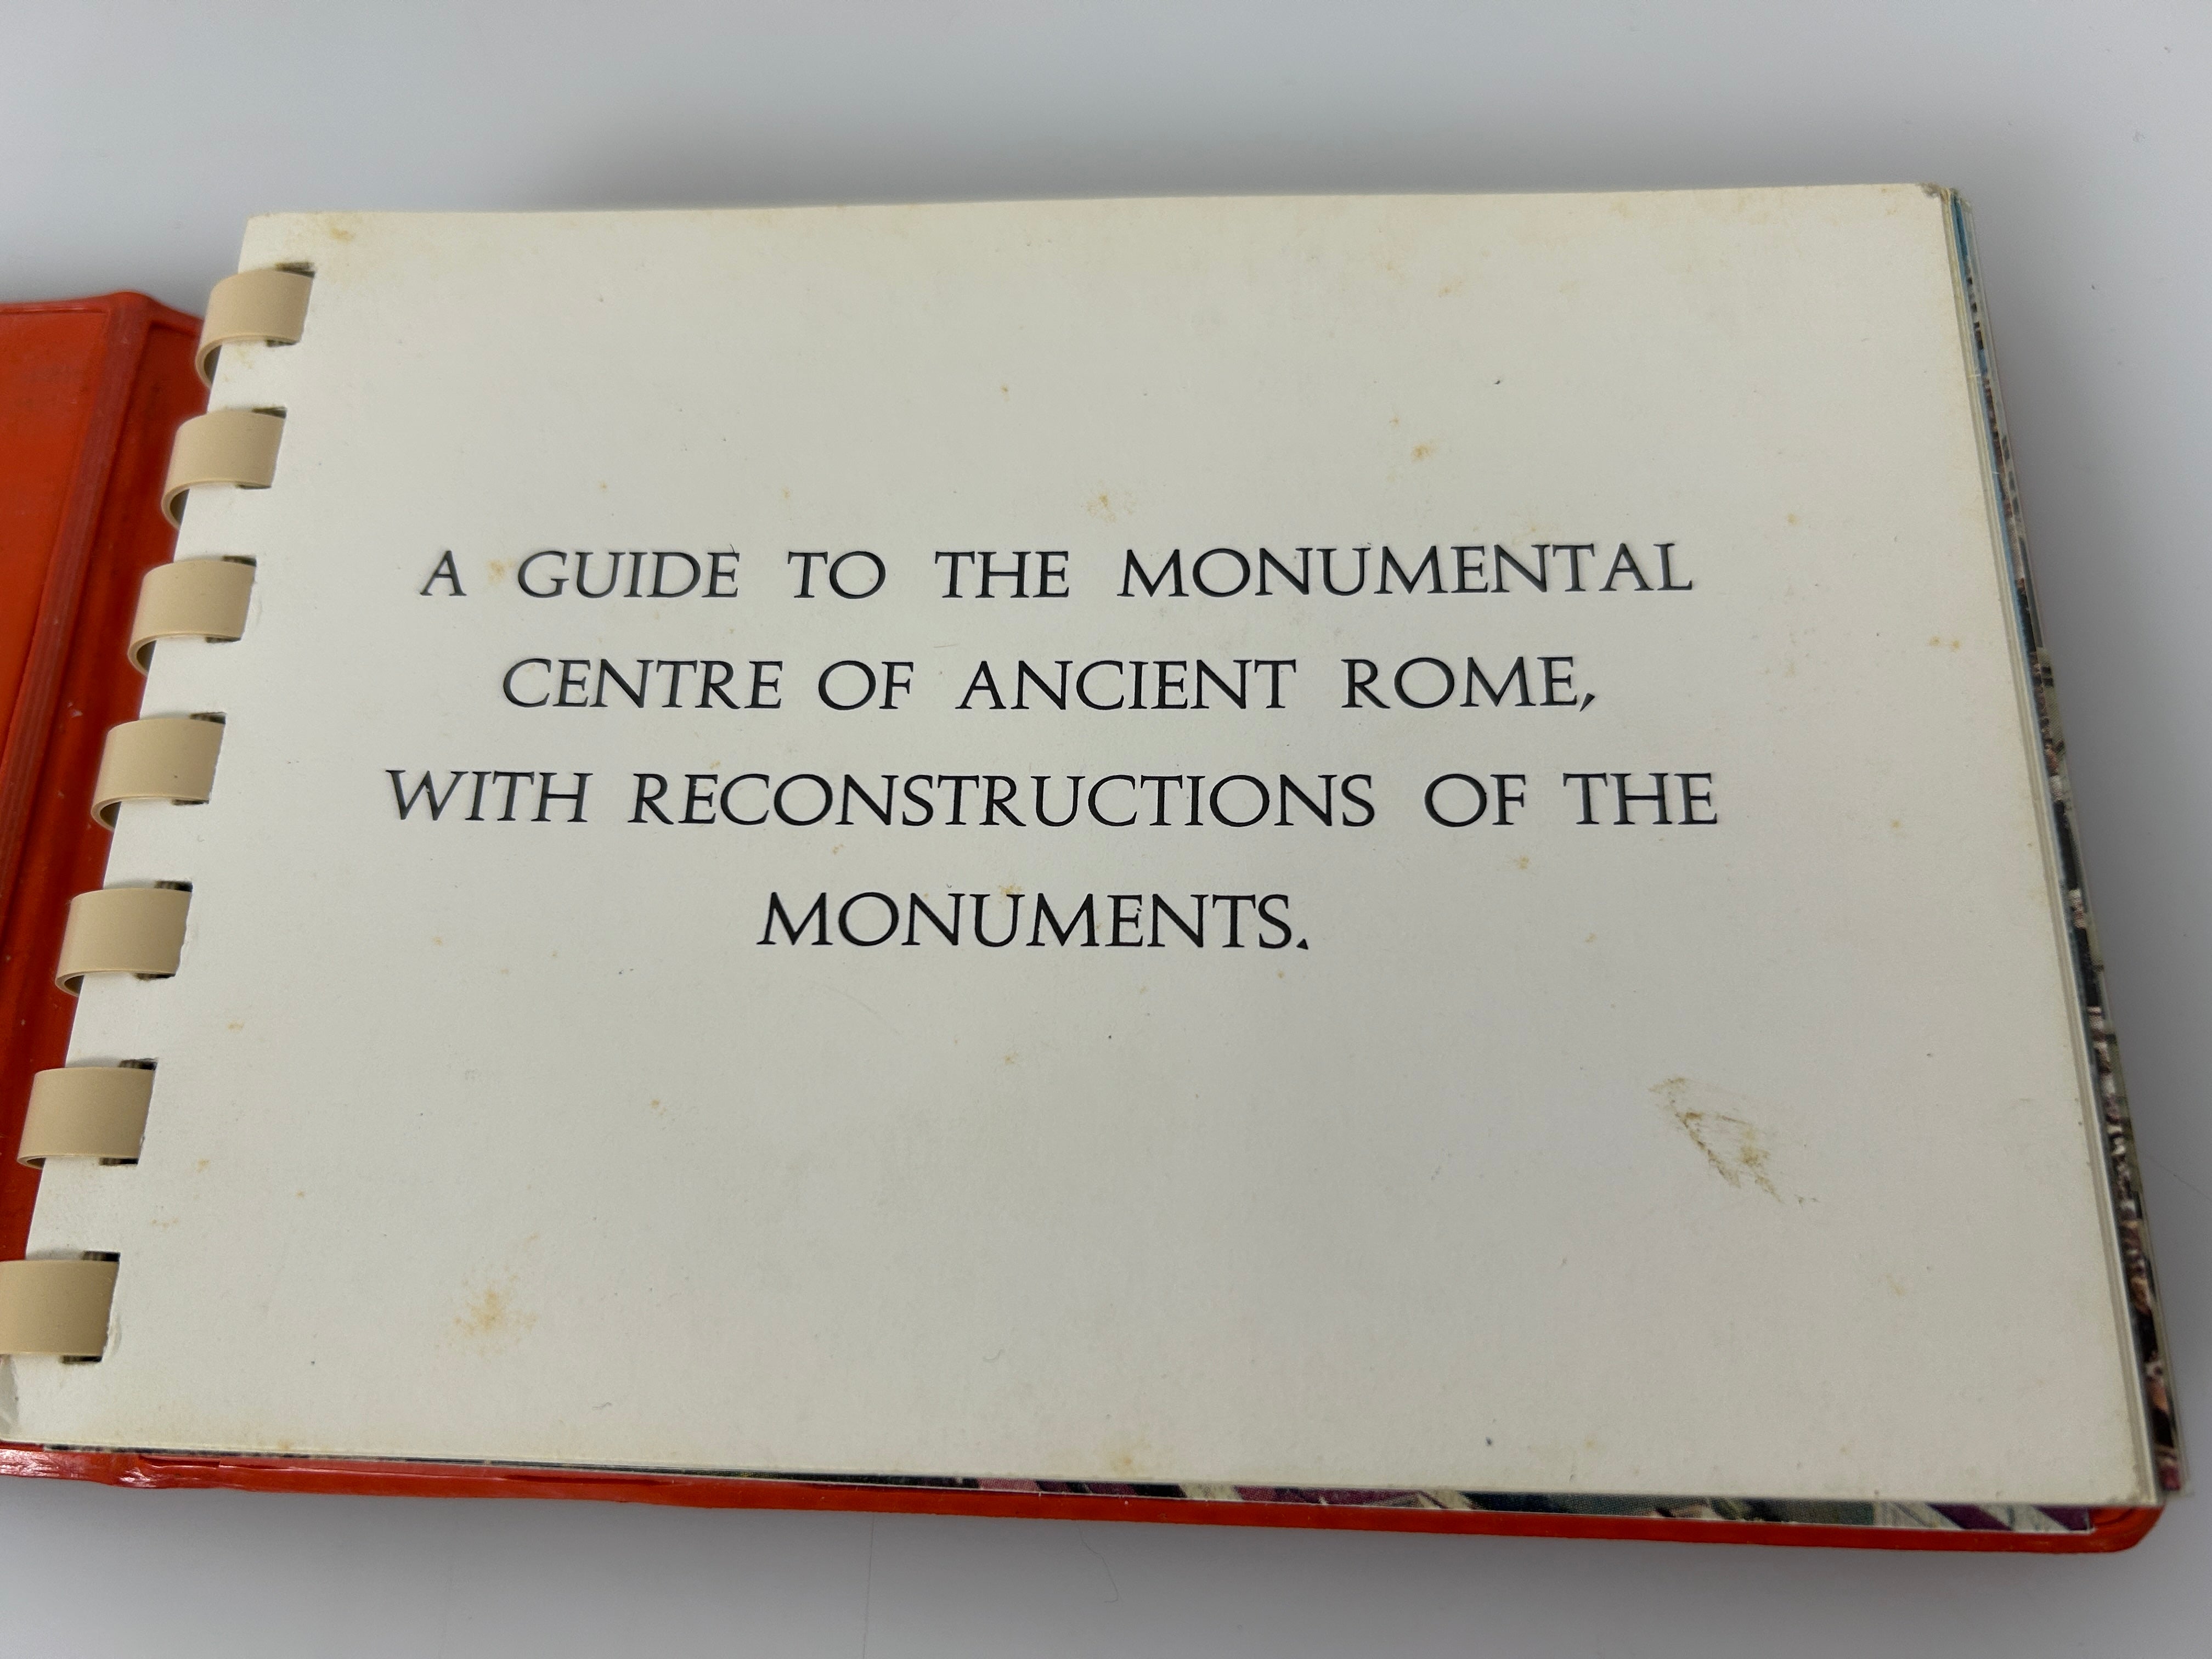 A GUIDE TO THE MONUMENTAL
CENTRE OF ANCIENT ROME,
WITH RECONSTRUCTIONS OF THE
MONUMENTS.